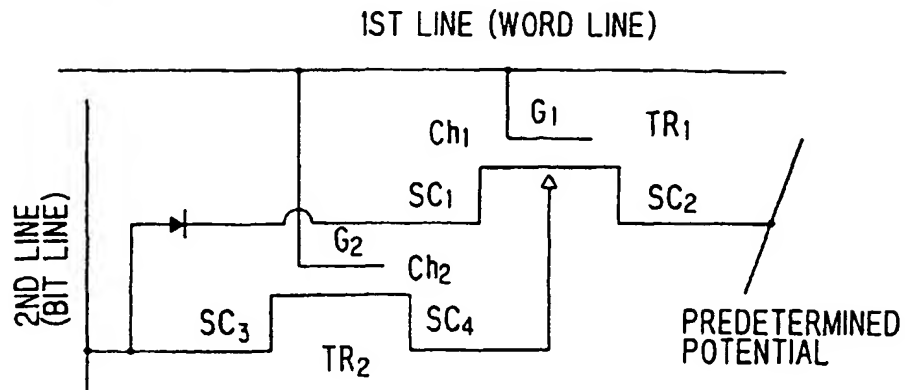 1ST LINE (WORD LINE)
G1
TR1
Ch1
SC1
SC2
2ND LINE
(BIT LINE)
G2
Ch2
SC3
SC4
TR2
PREDETERMINED
POTENTIAL